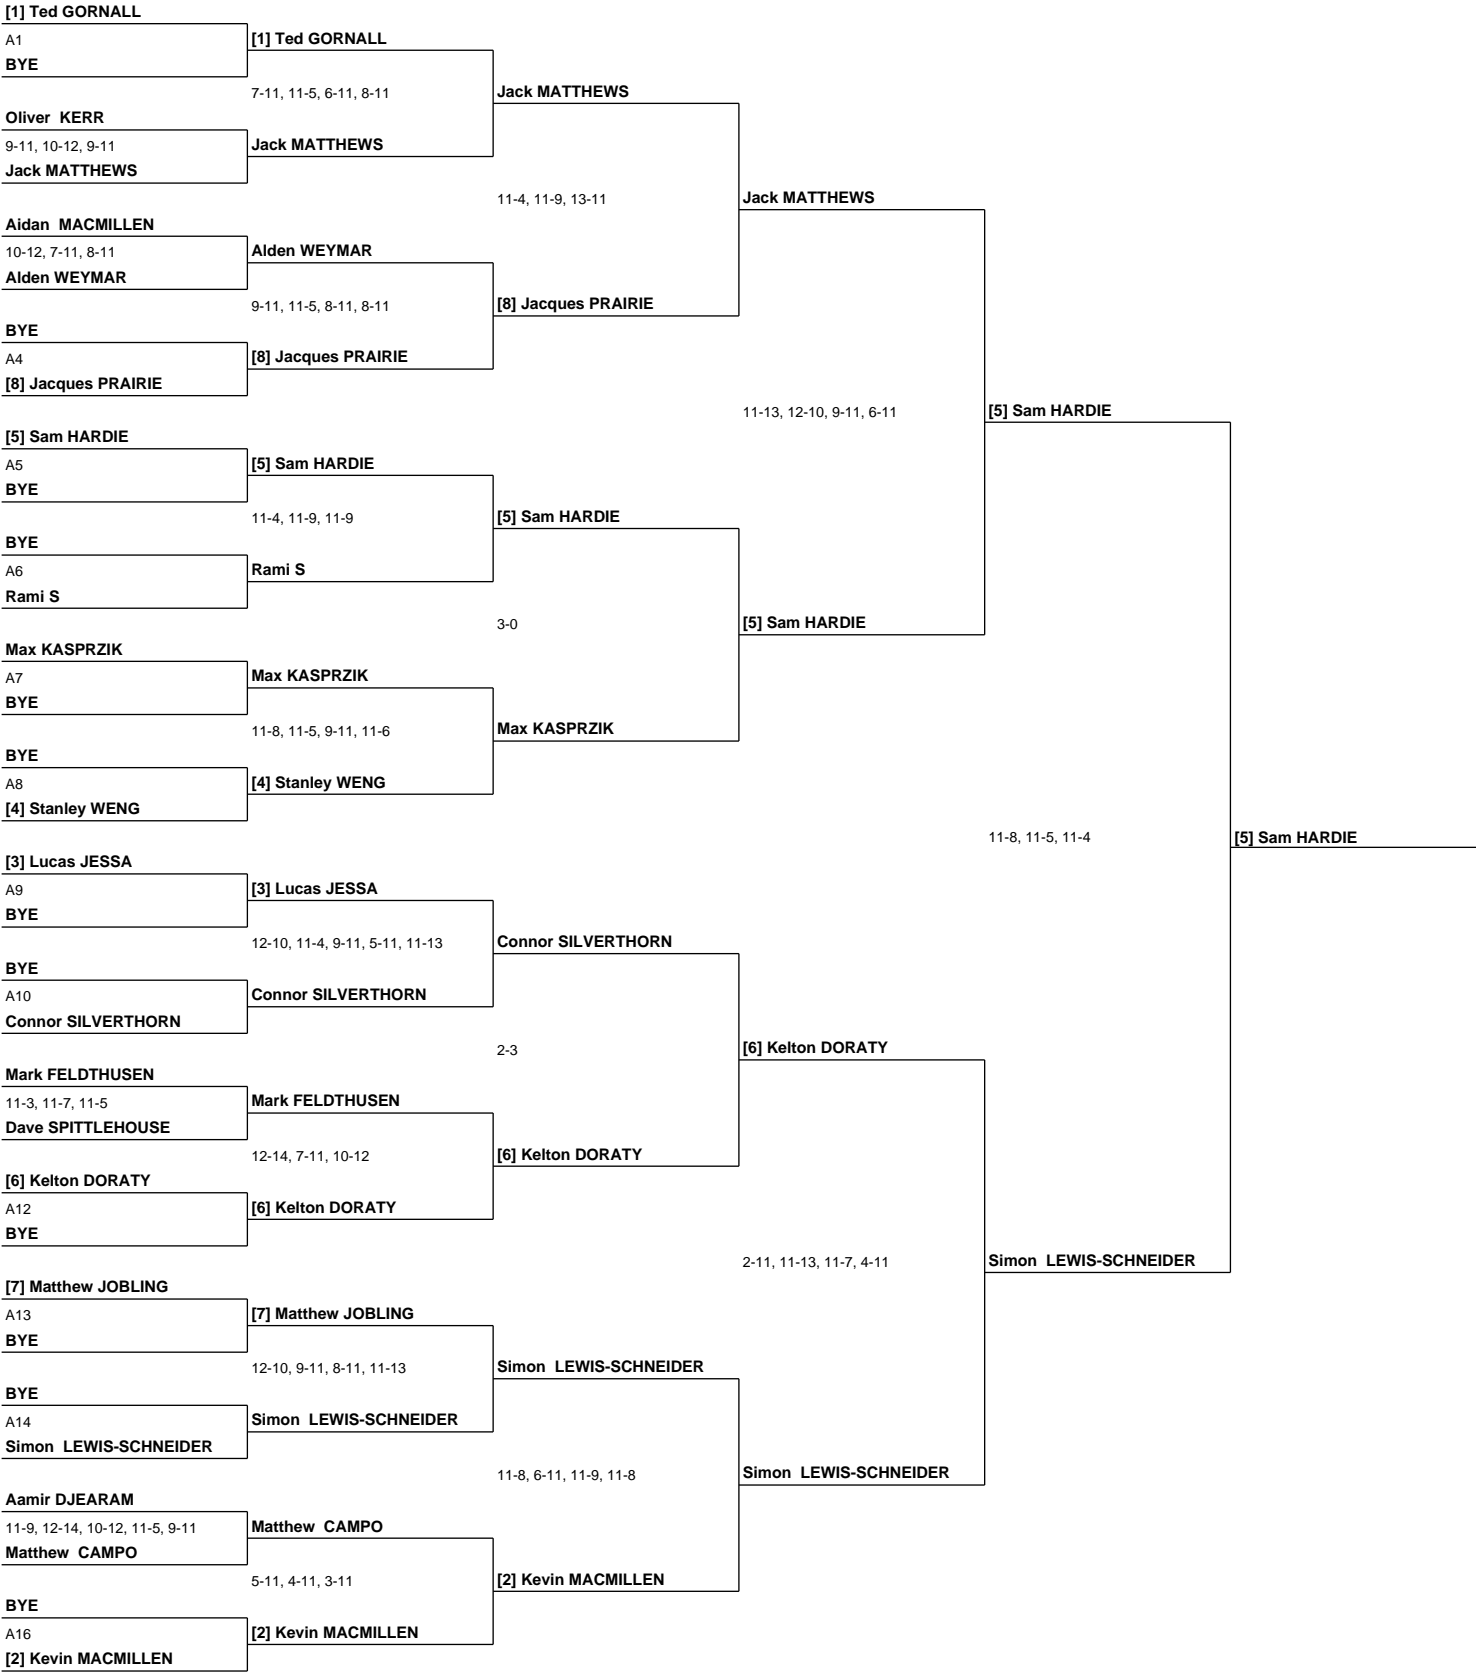 [1] Ted GORNALL
A1
[1] Ted GORNALL
BYE
7-11, 11-5, 6-11, 8-11
Jack MATTHEWS
Oliver  KERR
9-11, 10-12, 9-11
Jack MATTHEWS
Jack MATTHEWS
11-4, 11-9, 13-11
Jack MATTHEWS
Aidan  MACMILLEN
10-12, 7-11, 8-11
Alden WEYMAR
Alden WEYMAR
9-11, 11-5, 8-11, 8-11
[8] Jacques PRAIRIE
BYE
A4
[8] Jacques PRAIRIE
[8] Jacques PRAIRIE
11-13, 12-10, 9-11, 6-11
[5] Sam HARDIE
[5] Sam HARDIE
A5
[5] Sam HARDIE
BYE
11-4, 11-9, 11-9
[5] Sam HARDIE
BYE
A6
Rami S
Rami S
3-0
[5] Sam HARDIE
Max KASPRZIK
A7
Max KASPRZIK
BYE
11-8, 11-5, 9-11, 11-6
Max KASPRZIK
BYE
A8
[4] Stanley WENG
[4] Stanley WENG
11-8, 11-5, 11-4
[5] Sam HARDIE
[3] Lucas JESSA
A9
[3] Lucas JESSA
BYE
12-10, 11-4, 9-11, 5-11, 11-13
Connor SILVERTHORN
BYE
A10
Connor SILVERTHORN
Connor SILVERTHORN
2-3
[6] Kelton DORATY
Mark FELDTHUSEN
11-3, 11-7, 11-5
Mark FELDTHUSEN
Dave SPITTLEHOUSE
12-14, 7-11, 10-12
[6] Kelton DORATY
[6] Kelton DORATY
A12
[6] Kelton DORATY
BYE
2-11, 11-13, 11-7, 4-11
Simon  LEWIS-SCHNEIDER
[7] Matthew JOBLING
A13
[7] Matthew JOBLING
BYE
12-10, 9-11, 8-11, 11-13
Simon  LEWIS-SCHNEIDER
BYE
A14
Simon  LEWIS-SCHNEIDER
Simon  LEWIS-SCHNEIDER
11-8, 6-11, 11-9, 11-8
Simon  LEWIS-SCHNEIDER
Aamir DJEARAM
11-9, 12-14, 10-12, 11-5, 9-11
Matthew  CAMPO
Matthew  CAMPO
5-11, 4-11, 3-11
[2] Kevin MACMILLEN
BYE
A16
[2] Kevin MACMILLEN
[2] Kevin MACMILLEN